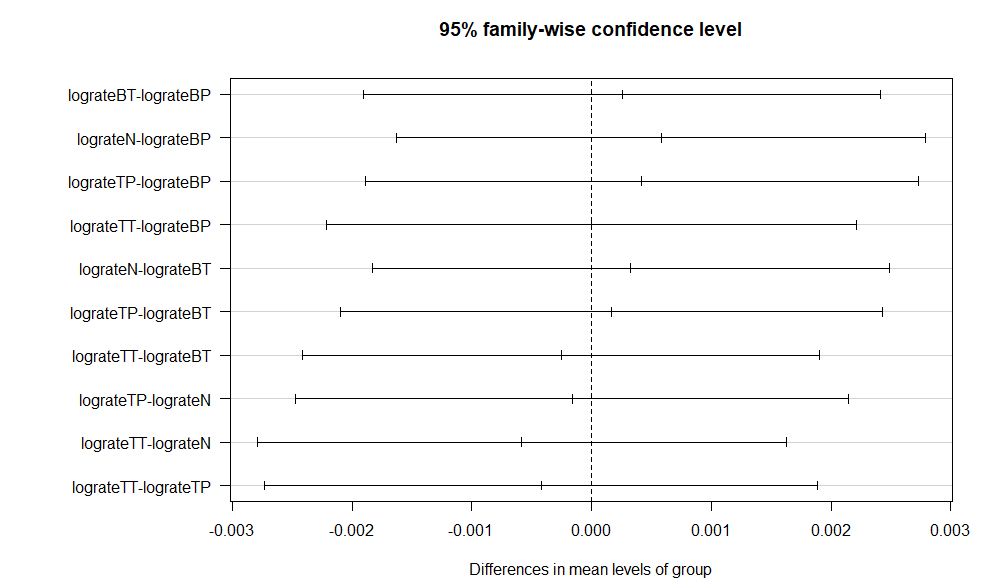 95% family-wise confidence level
lograteBT-lograteBP
lograteN-lograteBP
lograteTP-lograteBP
lograteTT-lograteBP
lograteN-lograteBT
lograteTP-lograteBT
lograteTT-lograteBT
lograteTP-lograteN
lograteTT-lograteN
lograteTT-lograteTP
-0.003 -0.002 -0.001 0.000 0.001 0.002 0.003
Differences in mean levels of group